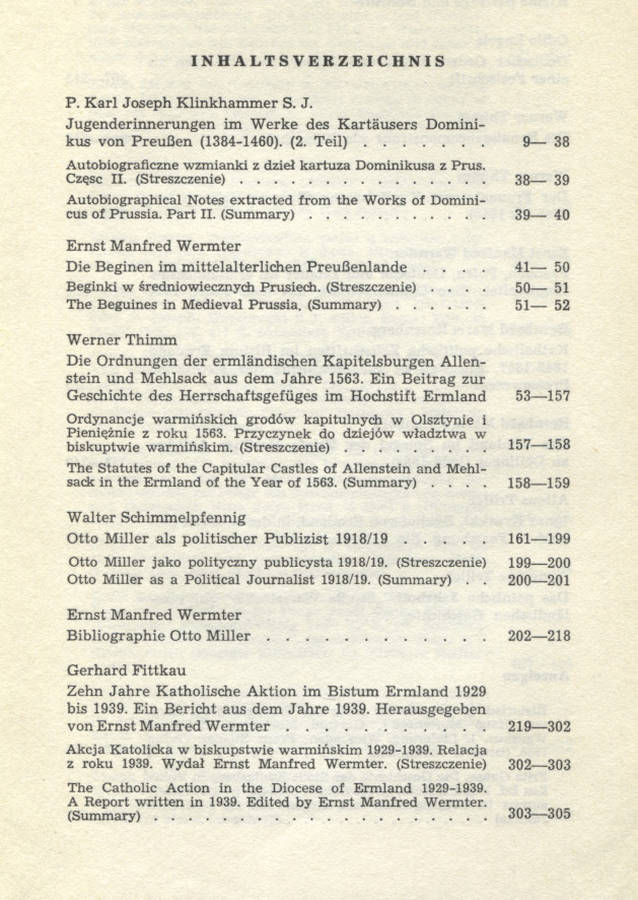 INHALTSVERZEICHNIS
P. Karl Joseph Klinkhammer S. J.
Jugenderinnerungen im Werke des Kartäusers Domini-
kus von Preußen (1384-1460). (2. Teil) . . . . . . . 9— 38
Autobiograficzne wzmianki z dzieł kartuza Dominikusa z Prus.
Częsc II. (Streszczenie) . . . . . . . . . . . . . . 38— 39
Autobiographical Notes extracted from the Works of Domini-
cus of Prussia. Part II. (Summary) . . . . . . . . . . 39— 40
Ernst Manfred Wermter
Die Beginen im mittelalterlichen Preußenlande . . . . 41— 50
Beginki w średniowiecznych Prusiech. (Streszczenie) . . . . 50— 51
The Beguines in Medieval Prussia. (Summary) . . . . . . 51— 52
Werner Thimm
Die Ordnungen der ermländischen Kapitelsburgen Allen-
stein und Mehlsack aus dem Jahre 1563. Ein Beitrag zur
Geschichte des Herrschaftsgefüges im Hochstift Ermland 53—157
Ordynancje warmińskich grodów kapitulnych w Olsztynie i
Pieniężnie z roku 1563. Przyczynek do dziejów władztwa w
biskuptwie warmińskim. (Streszczenie) . . . . . . . . 157—158
The Statutes of the Capitular Castles of Allenstein and Mehl-
sack in the Ermland of the Year of 1563. (Summary) . . . . 158—159
Walter Schimmelpfennig
Otto Miller als politischer Publizist 1918/19 . . . . . 161—199
Otto Miller jako polityczny publicysta 1918/19. (Streszczenie) 199—200
Otto Miller as a Political Journalist 1918/19. (Summary) . . 200—201
Ernst Manfred Wermter
Bibliographie Otto Miller . . . . . . . . . . . . 202—218
Gerhard Fittkau
Zehn Jahre Katholische Aktion im Bistum Ermland 1929
bis 1939. Ein Bericht aus dem Jahre 1939. Herausgegeben
von Ernst Manfred Wermter . . . . . . . . . . . 219—302
Akcja Katolicka w biskupstwie warmińskim 1929-1939. Relacja
z roku 1939. Wydał Ernst Manfred Wermter. (Streszczenie) 302—303
The Catholic Action in the Diocese of Ermland 1929-1939.
A Report written in 1939. Edited by Ernst Manfred Wermter.
(Summary) . . . . . . . . . . . . . . . . . . 303—305